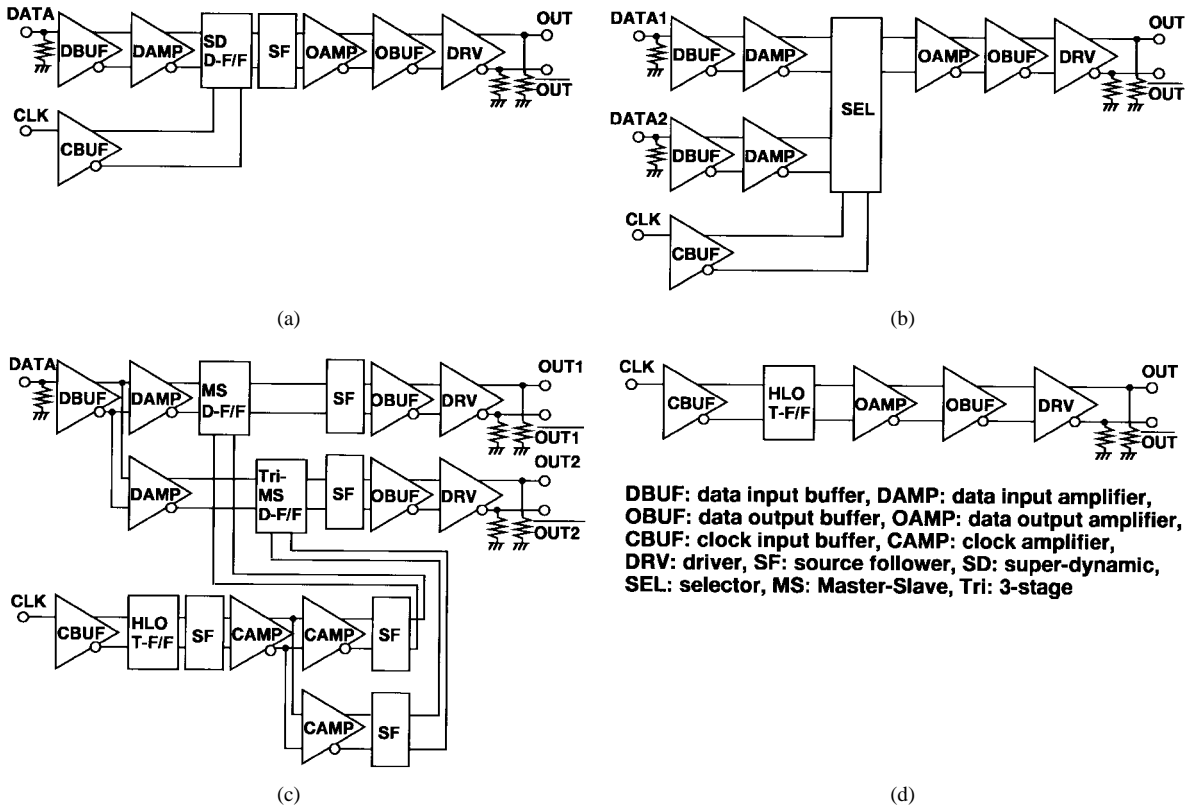 DATA
DBUF
DAMP
SD
D-F/F
SF
OAMP
OBUF
DRV
OUT
OUT
CLK
CBUF
(a)
DATA1
DBUF
DAMP
SEL
OAMP
OBUF
DRV
OUT
OUT
DATA2
DBUF
DAMP
CLK
CBUF
(b)
DATA
DBUF
DAMP
MS
D-F/F
SF
OBUF
DRV
OUT1
OUT1
DAMP
Tri-
MS
D-F/F
SF
OBUF
DRV
OUT2
OUT2
CLK
CBUF
HLO
T-F/F
SF
CAMP
CAMP
SF
CAMP
SF
(c)
CLK
CBUF
HLO
T-F/F
OAMP
OBUF
DRV
OUT
OUT
DBUF: data input buffer, DAMP: data input amplifier,
OBUF: data output buffer, OAMP: data output amplifier,
CBUF: clock input buffer, CAMP: clock amplifier,
DRV: driver, SF: source follower, SD: super-dynamic,
SEL: selector, MS: Master-Slave, Tri: 3-stage
(d)